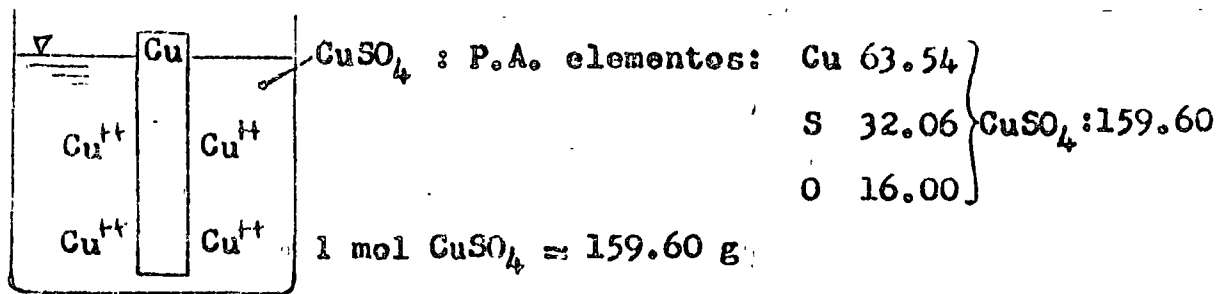 Cu CuSO₄ : P.A. elementos: Cu 63.54
Cu⁺⁺ Cu⁺⁺ S 32.06 CuSO₄:159.60
O 16.00
Cu⁺⁺ Cu⁺⁺ 1 mol CuSO₄ = 159.60 g